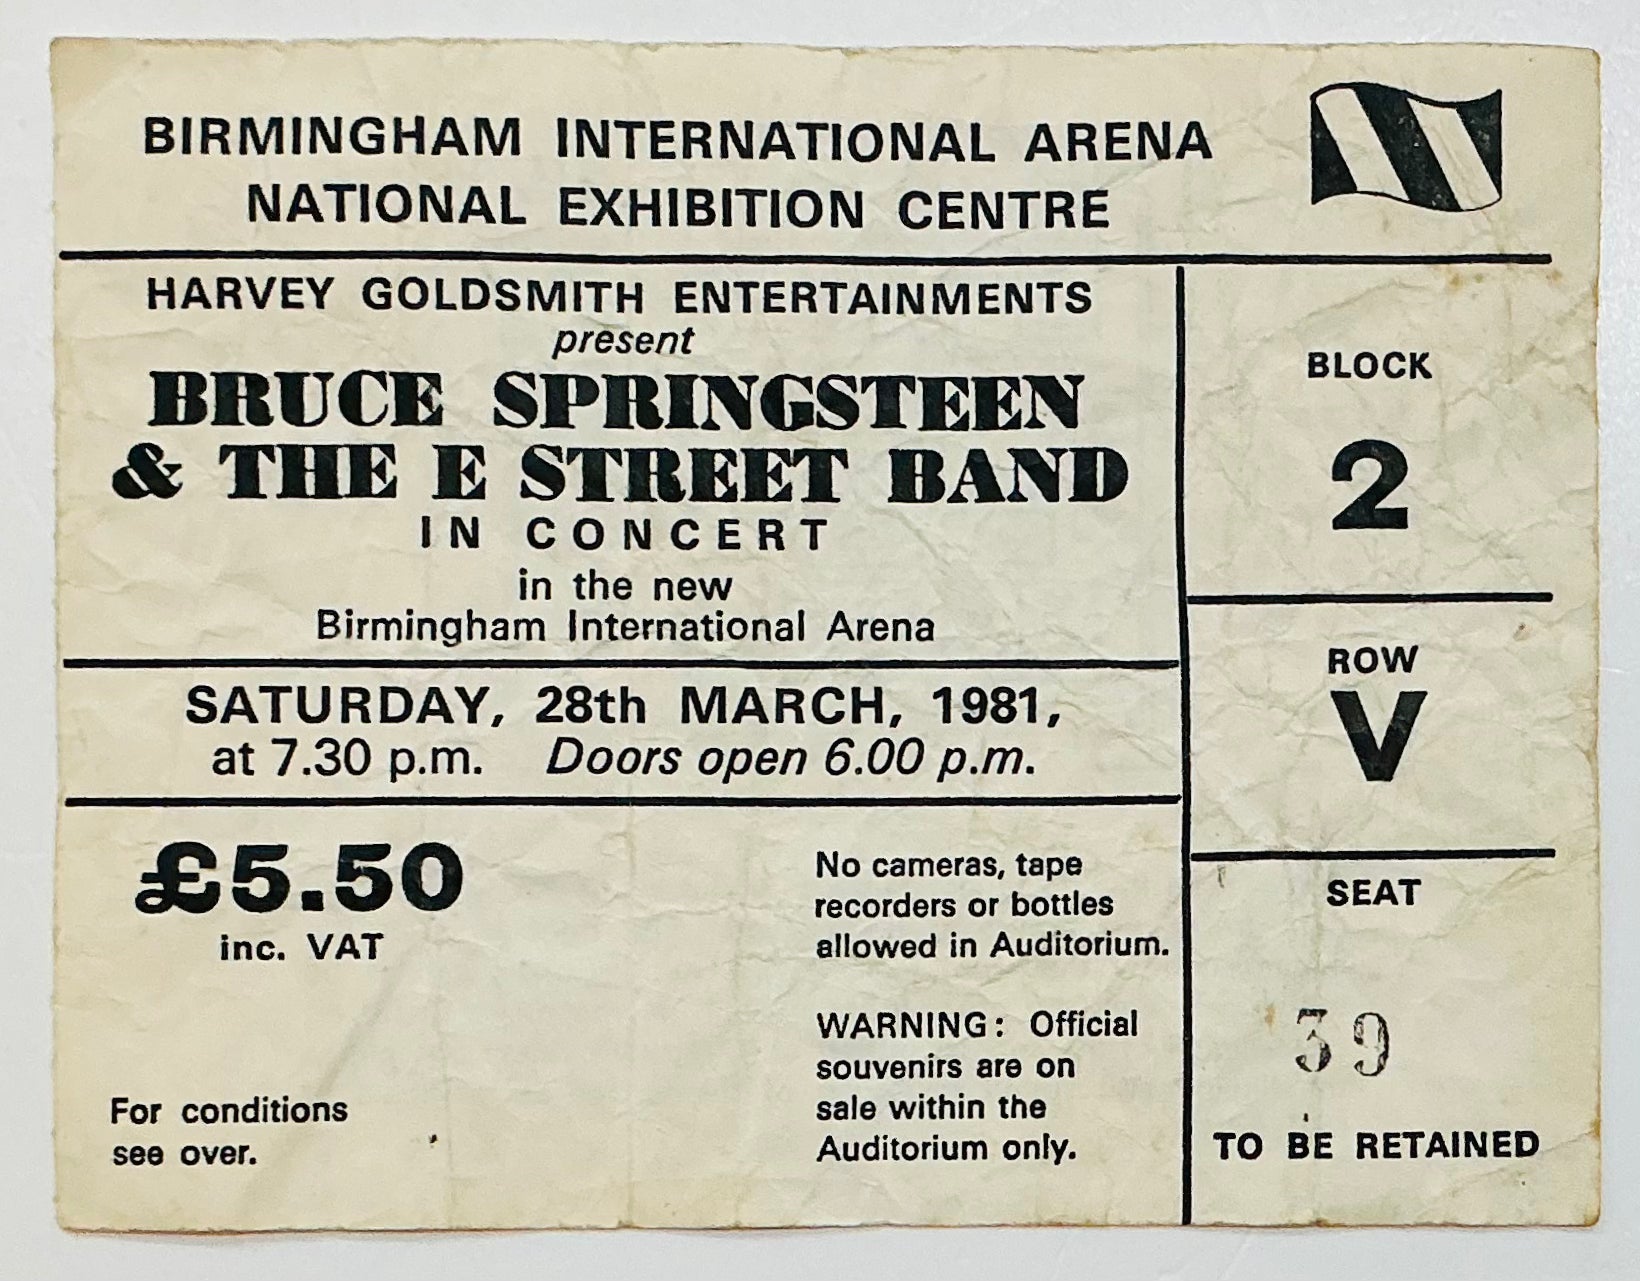 BIRMINGHAM INTERNATIONAL ARENA
NATIONAL EXHIBITION CENTRE
HARVEY GOLDSMITH ENTERTAINMENTS
present
BRUCE SPRINGSTEEN
& THE E STREET BAND
IN CONCERT
in the new
Birmingham International Arena
SATURDAY, 28th MARCH, 1981,
at 7.30 p.m. Doors open 6.00 p.m.
£5.50
inc. VAT
For conditions
see over.
No cameras, tape
recorders or bottles
allowed in Auditorium.
WARNING: Official
souvenirs are on
sale within the
Auditorium only.
BLOCK
2
ROW
V
SEAT
39
TO BE RETAINED